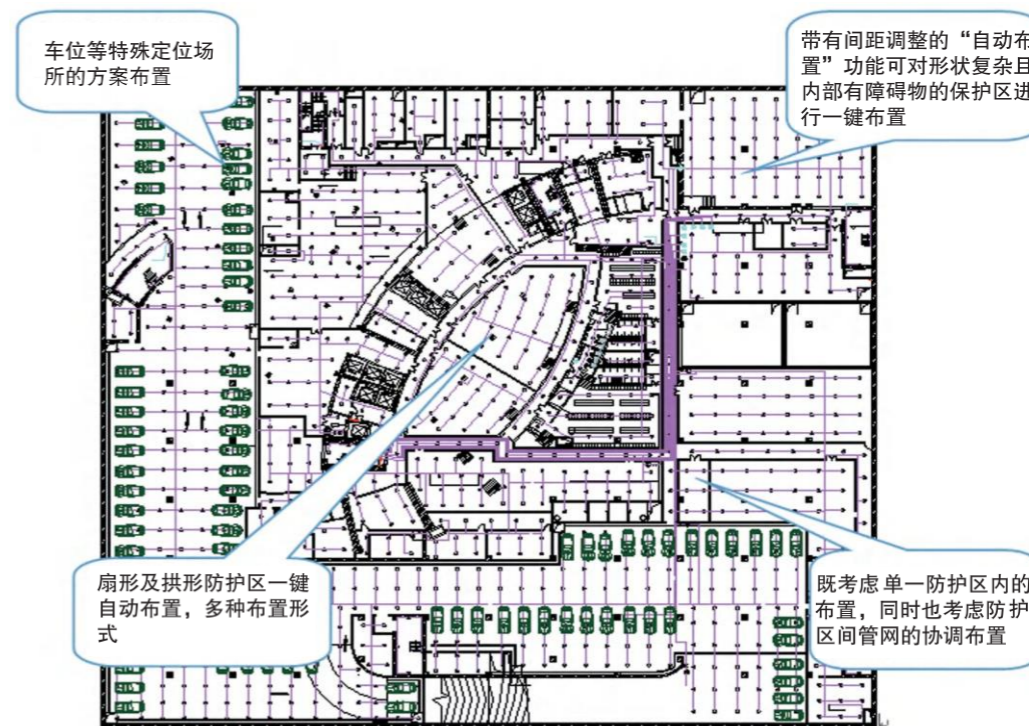 车位等特殊定位场
所的方案布置
带有间距调整的“自动布
置”功能可对形状复杂且
内部有障碍物的保护区进
行一键布置
扇形及拱形防护区一键
自动布置，多种布置形
式
既考虑单一防护区内的
布置，同时也考虑防护
区间管网的协调布置